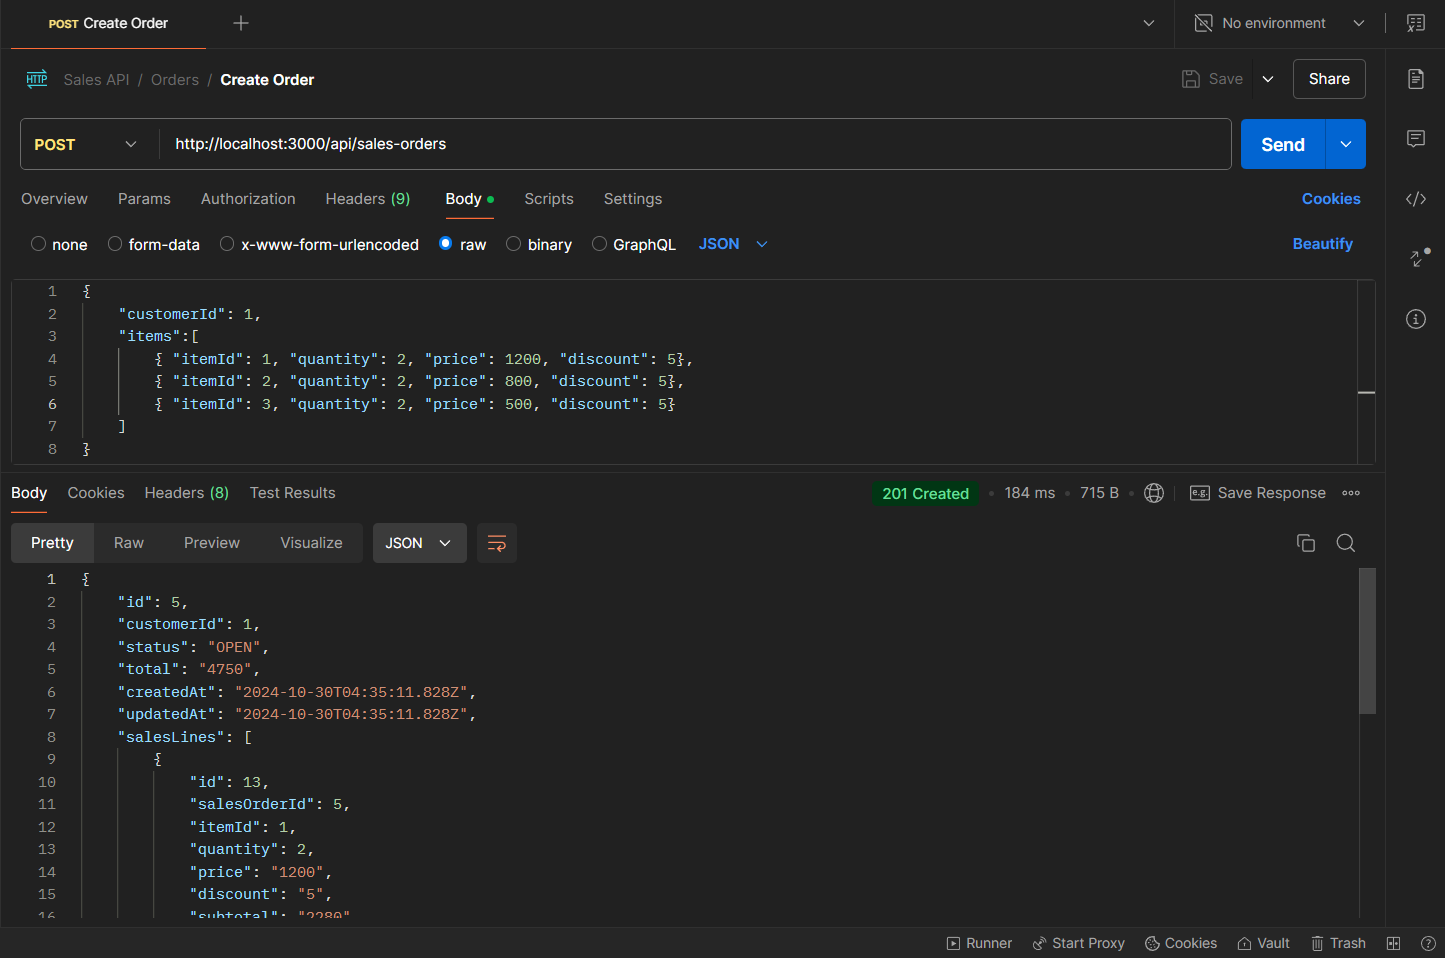 POST Create Order
No environment
HTTP Sales API / Orders / Create Order
Save
Share
POST
http://localhost:3000/api/sales-orders
Send
Overview Params Authorization Headers (9) Body Scripts Settings Cookies
none form-data x-www-form-urlencoded raw binary GraphQL JSON Beautify
1 {
2 "customerId": 1,
3 "items":[
4 { "itemId": 1, "quantity": 2, "price": 1200, "discount": 5},
5 { "itemId": 2, "quantity": 2, "price": 800, "discount": 5},
6 { "itemId": 3, "quantity": 2, "price": 500, "discount": 5}
7 ]
8 }
Body Cookies Headers (8) Test Results 201 Created 184 ms 715 B e.g. Save Response
Pretty Raw Preview Visualize JSON
1 {
2 "id": 5,
3 "customerId": 1,
4 "status": "OPEN",
5 "total": "4750",
6 "createdAt": "2024-10-30T04:35:11.828Z",
7 "updatedAt": "2024-10-30T04:35:11.828Z",
8 "salesLines": [
9 {
10 "id": 13,
11 "salesOrderId": 5,
12 "itemId": 1,
13 "quantity": 2,
14 "price": "1200",
15 "discount": "5",
16 "subtotal": "2280"
Runner Start Proxy Cookies Vault Trash